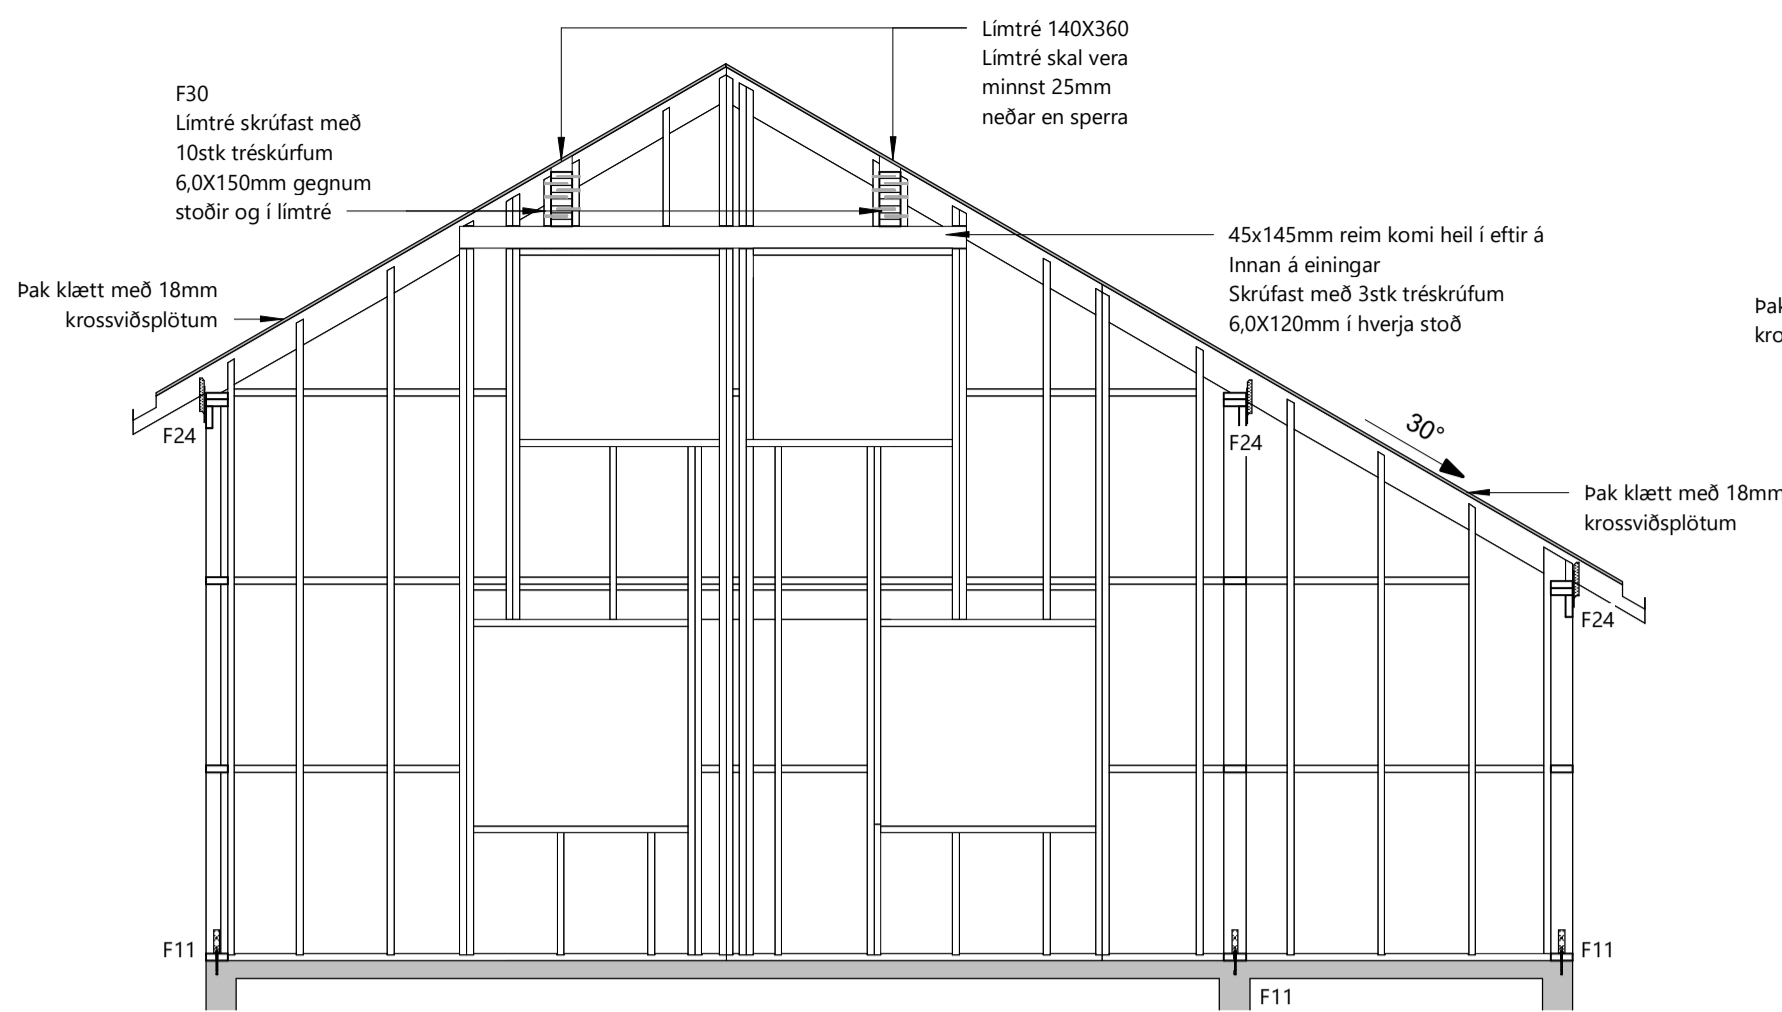 Límtré 140X360
Límtré skal vera
minnst 25mm
neðar en sperra
F30
Límtré skrúfast með
10stk tréskúrfum
6,0X150mm gegnum
stoðir og í límtré
45x145mm reim komi heil í eftir á
Innan á einingar
Skrúfast með 3stk tréskrúfum
6,0X120mm í hverja stoð
Þak klætt með 18mm
krossviðsplötum
Þak
kro
F24
F24
30°
Þak klætt með 18mm
krossviðsplötum
F24
F11
F11
F11